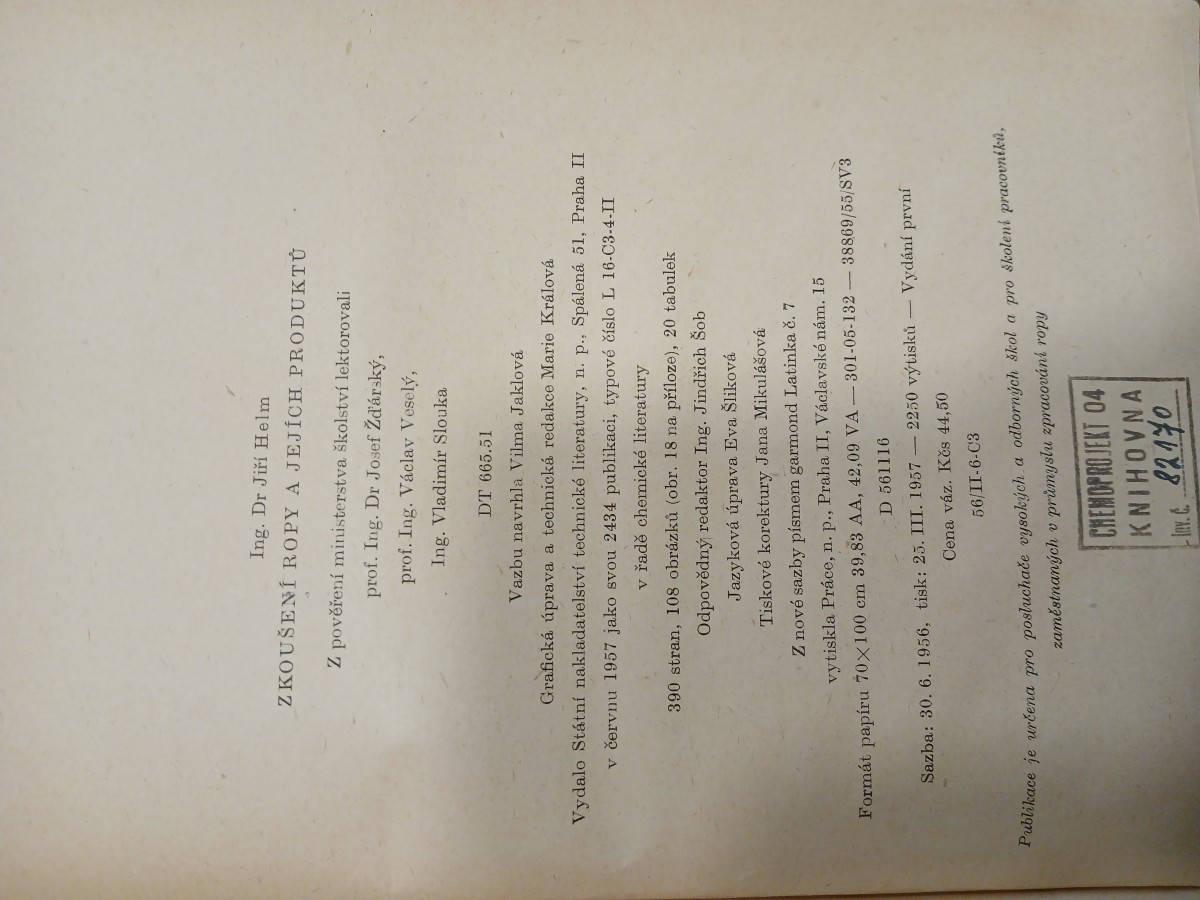 Ing. Dr Jiří Helm
ZKOUŠENÍ ROPY A JEJÍCH PRODUKTŮ
Z pověření ministerstva školství lektorovali
prof. Ing. Dr Josef Žďárský,
prof. Ing. Václav Veselý,
Ing. Vladimír Slouka
DT 665.51
Vazbu navrhla Vilma Jaklová
Grafická úprava a technická redakce Marie Králová
Vydalo Státní nakladatelství technické literatury, n. p., Spálená 51, Praha II
v červnu 1957 jako svou 2434 publikaci, typové číslo L 16-C3-4-II
v řadě chemické literatury
390 stran, 108 obrázků (obr. 18 na příloze), 20 tabulek
Odpovědný redaktor Ing. Jindřich Šob
Jazyková úprava Eva Šliková
Tiskové korektury Jana Mikulášová
Z nové sazby písmem garmond Latinka č. 7
vytiskla Práce, n. p., Praha II, Václavské nám. 15
Formát papíru 70×100 cm 39,83 AA, 42,09 VA — 301-05-132 — 38869/55/SV3
D 561116
Sazba: 30. 6. 1956, tisk: 25. III. 1957 — 2250 výtisků — Vydání první
Cena váz. Kčs 44,50
56/II-6-C3
Publikace je určena pro posluchače vysokých a odborných škol a pro školení pracovníků,
zaměstnaných v průmyslu zpracování ropy
CHEMOPROJEKT 04
KNIHOVNA
Inv. č. 82170